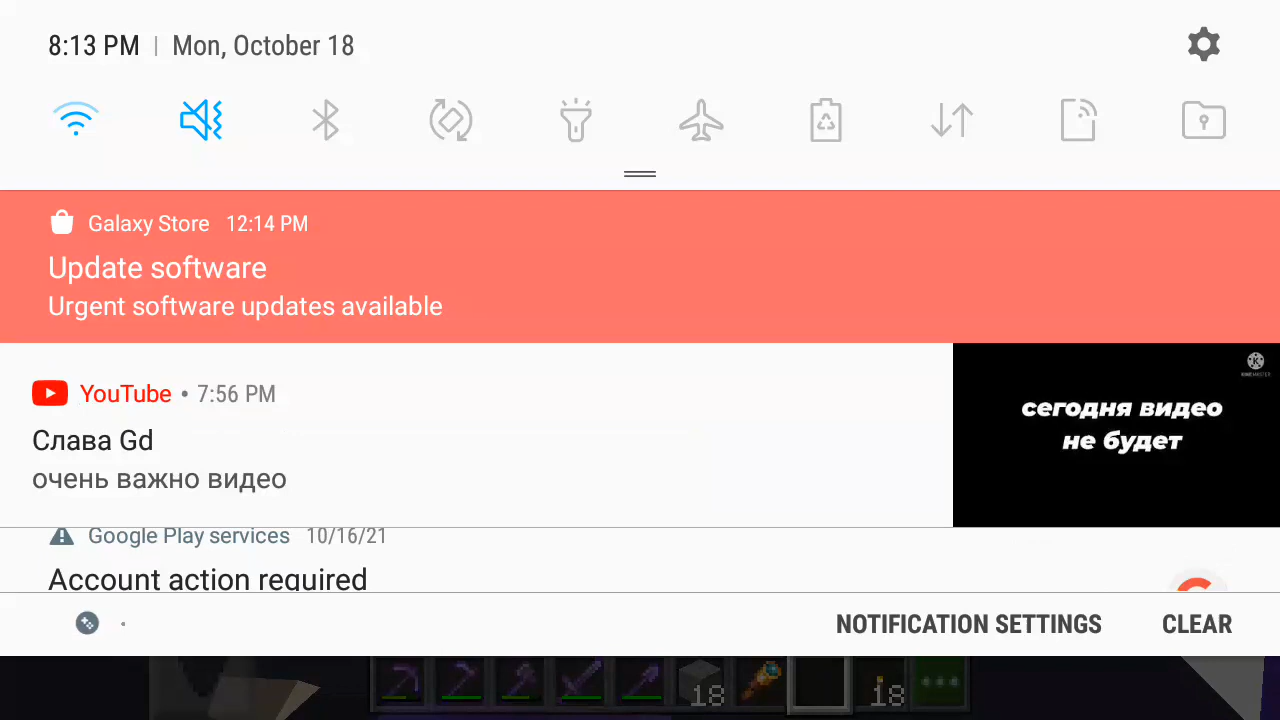 8:13 PM | Mon, October 18
Galaxy Store 12:14 PM
Update software
Urgent software updates available
YouTube • 7:56 PM
Слава Gd
очень важно видео
KINEMASTER
сегодня видео
не будет
Google Play services 10/16/21
Account action required
NOTIFICATION SETTINGS CLEAR
18 18